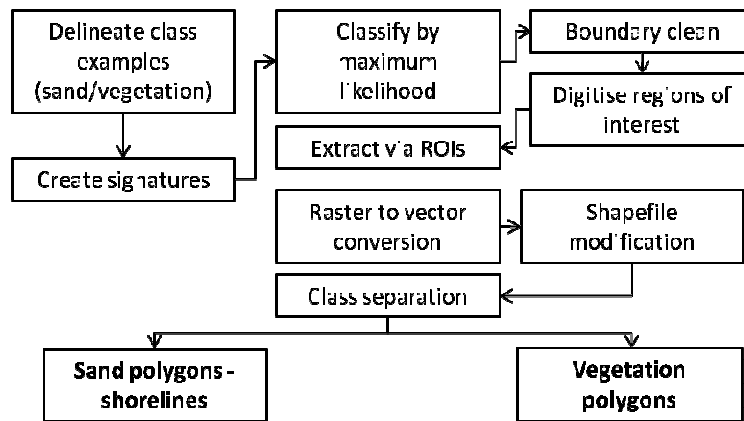 Delineate class
examples
(sand/vegetation)
Create signatures
Classify by
maximum
likelihood
Boundary clean
Digitise regions of
interest
Extract via ROIs
Raster to vector
conversion
Shapefile
modification
Class separation
Sand polygons -
shorelines
Vegetation
polygons